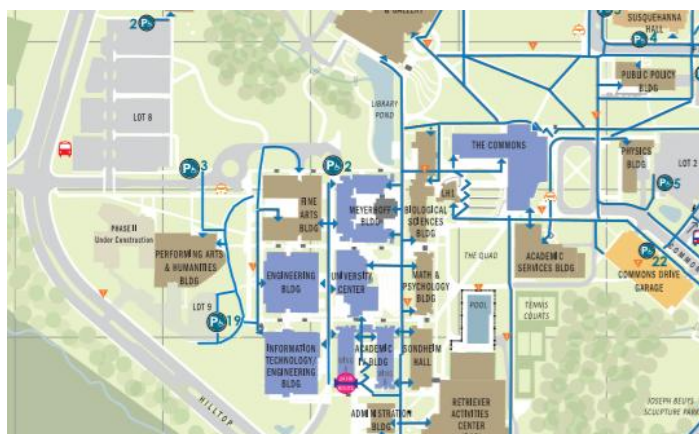 & GALLERY
SUSQUEHANNA
HALL
2
4
PUBLIC POLICY
BLDG
LOT 8
LIBRARY
POND
THE COMMONS
PHYSICS
BLDG
LOT 2
3
2
5
LH1
FINE
ARTS
BLDG
MEYERHOFF
BLDG
BIOLOGICAL
SCIENCES BLDG
PHASE II
Under Construction
PERFORMING ARTS
& HUMANITIES BLDG
THE QUAD
ACADEMIC
SERVICES BLDG
22
COMMONS DRIVE
GARAGE
ENGINEERING
BLDG
UNIVERSITY
CENTER
MATH &
PSYCHOLOGY
BLDG
LOT 9
19
POOL
TENNIS
COURTS
INFORMATION
TECHNOLOGY/
ENGINEERING
BLDG
ACADEMIC
IV BLDG
SONDHEIM
HALL
HILLTOP
ADMINISTRATION
BLDG
RETRIEVER
ACTIVITIES
CENTER
JOSEPH BEUYS
SCULPTURE PARK